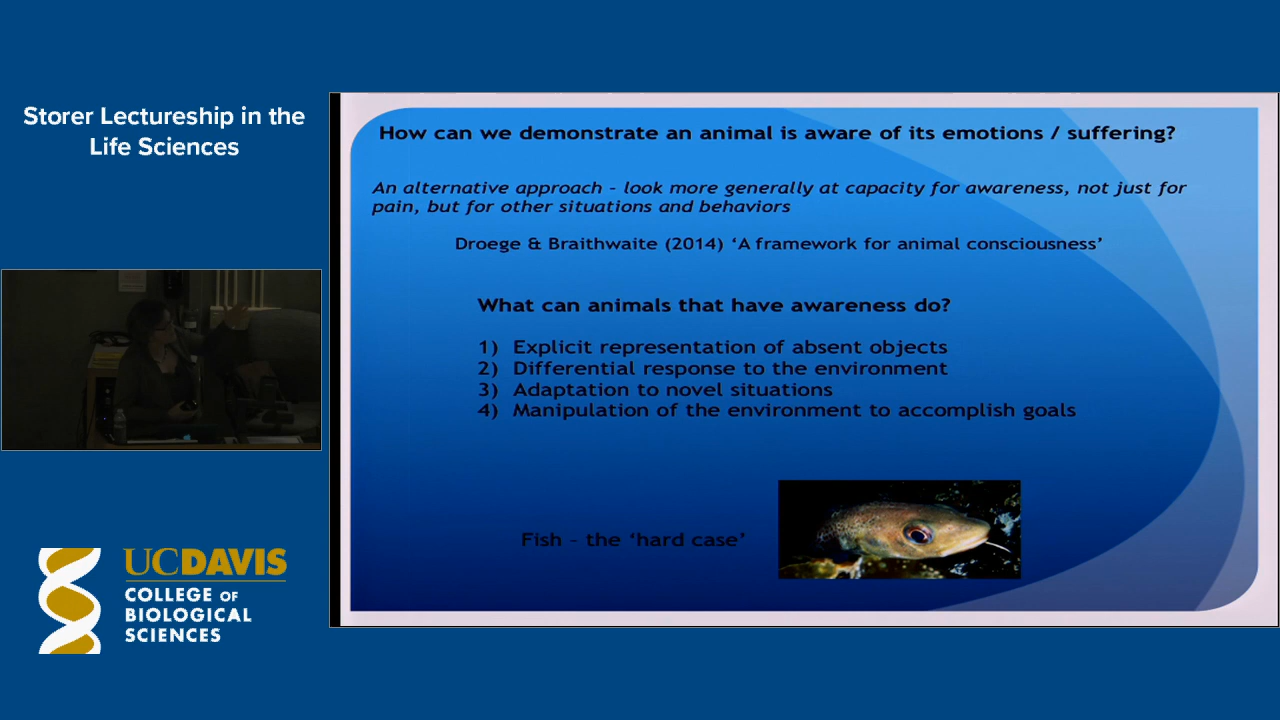 Storer Lectureship in the
Life Sciences
How can we demonstrate an animal is aware of its emotions / suffering?
An alternative approach – look more generally at capacity for awareness, not just for
pain, but for other situations and behaviors
Droege & Braithwaite (2014) ‘A framework for animal consciousness’
What can animals that have awareness do?
1) Explicit representation of absent objects
2) Differential response to the environment
3) Adaptation to novel situations
4) Manipulation of the environment to accomplish goals
Fish – the ‘hard case’
UCDAVIS
COLLEGE OF
BIOLOGICAL
SCIENCES